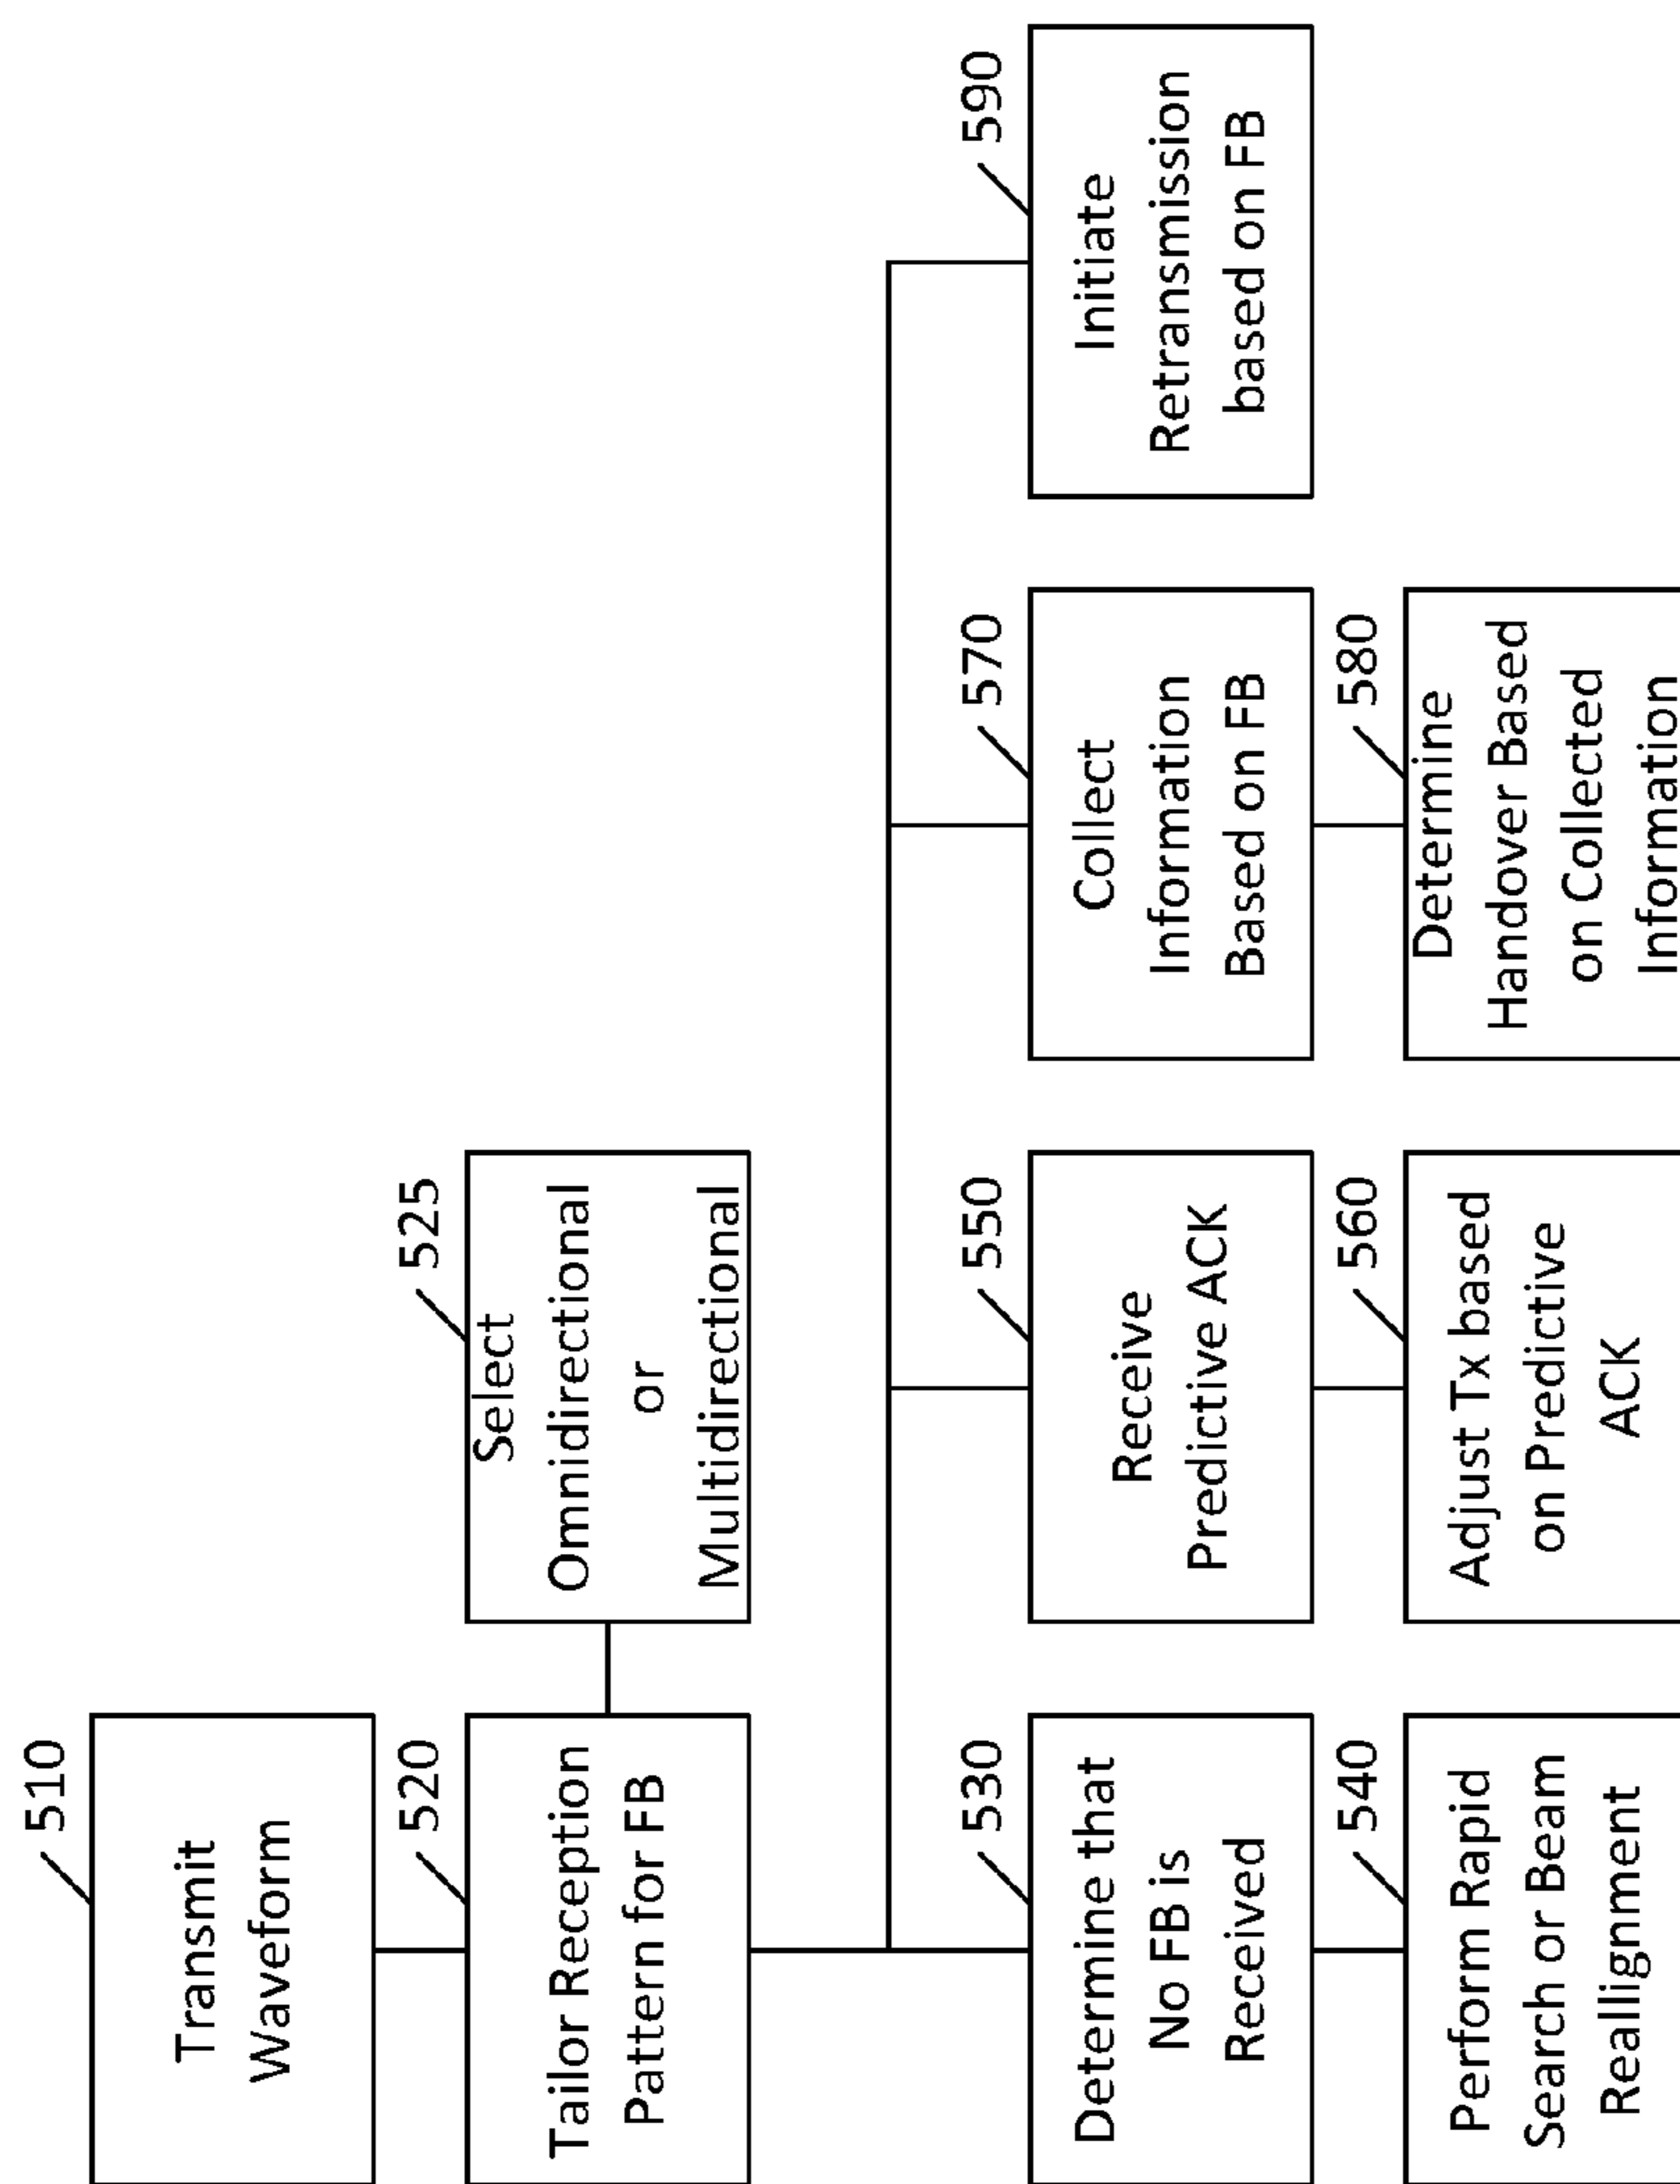 510
Transmit
Waveform
520
Tailor Reception
Pattern for FB
525
Select
Omnidirectional
or
Multidirectional
530
Determine that
No FB is
Received
540
Perform Rapid
Search or Beam
Reallignment
550
Receive
Predictive ACK
560
Adjust Tx based
on Predictive
ACK
570
Collect
Information
Based on FB
580
Determine
Handover Based
on Collected
Information
590
Initiate
Retransmission
based on FB